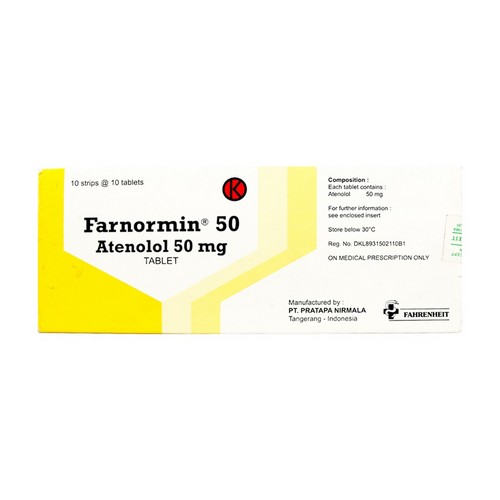 10 strips @ 10 tablets
K
Farnormin® 50
Atenolol 50 mg
TABLET
Composition :
Each tablet contains :
Atenolol 50 mg
For further information :
see enclosed insert
Store below 30°C
Reg. No. DKL8931502110B1
ON MEDICAL PRESCRIPTION ONLY
Manufactured by :
PT. PRATAPA NIRMALA
Tangerang - Indonesia
FAHRENHEIT